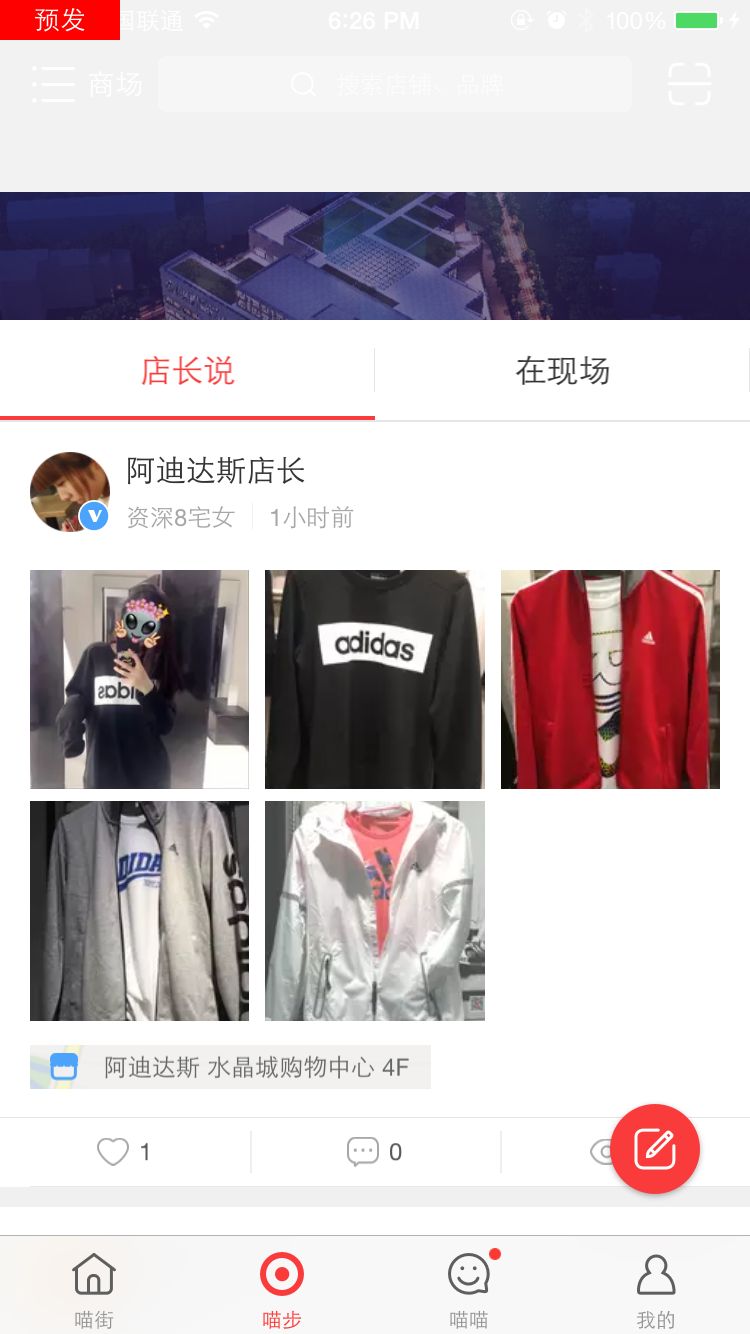 预发 国联通 6:26 PM 100%
商场 搜索店铺、品牌
店长说 在现场
阿迪达斯店长
资深8宅女 1小时前
adidas
adidas
DIDA
adidas
阿迪达斯 水晶城购物中心 4F
1 0
喵街 喵步 喵喵 我的